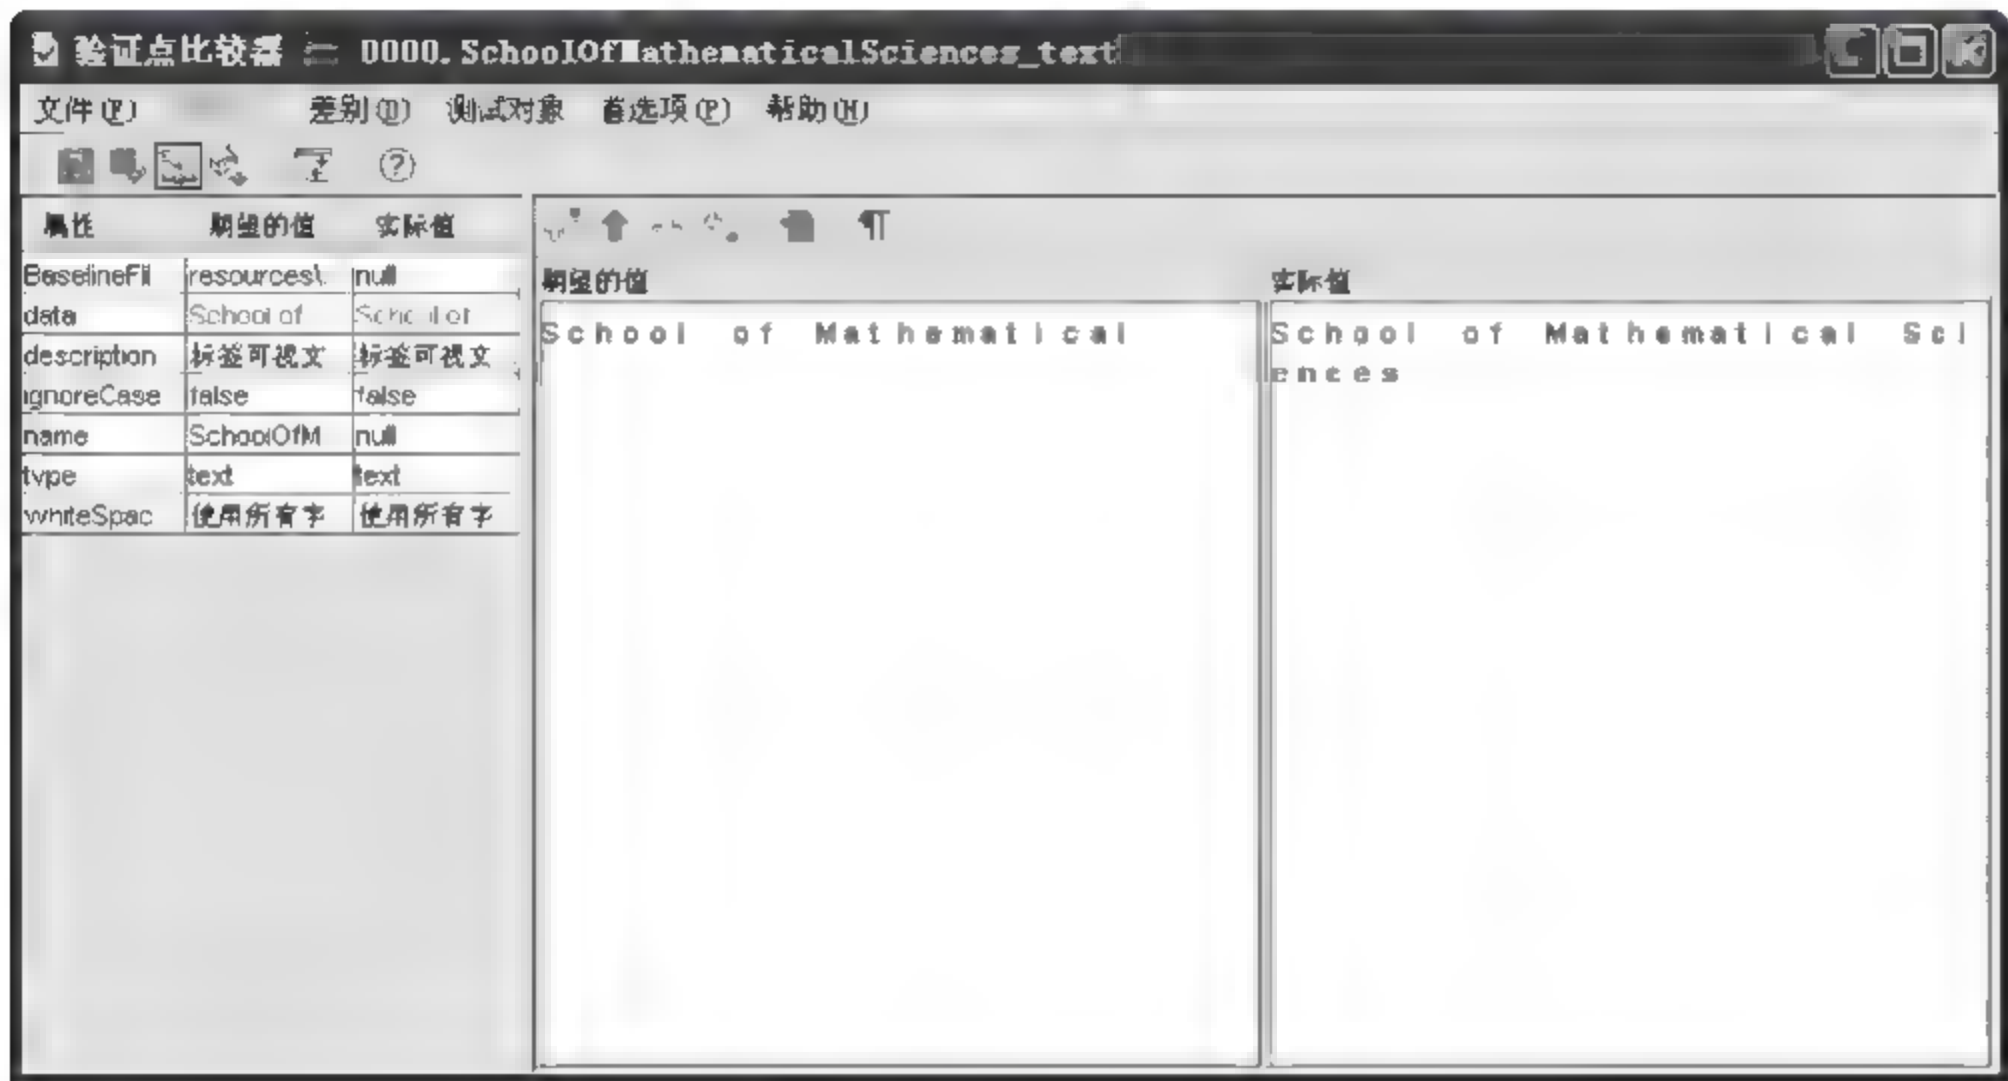 验证点比较器 - D000.SchoolOfMathematicalSciences_text
文件(F) 差别(D) 测试对象 首选项(P) 帮助(H)
属性 期望的值 实际值
BaselineFil resources\ null
data School of School of
description 标签可视文 标签可视文
ignoreCase false false
name SchoolOfM null
type text text
whiteSpac 使用所有字 使用所有字
期望的值
School of Mathematical
实际值
School of Mathematical Sci
ences